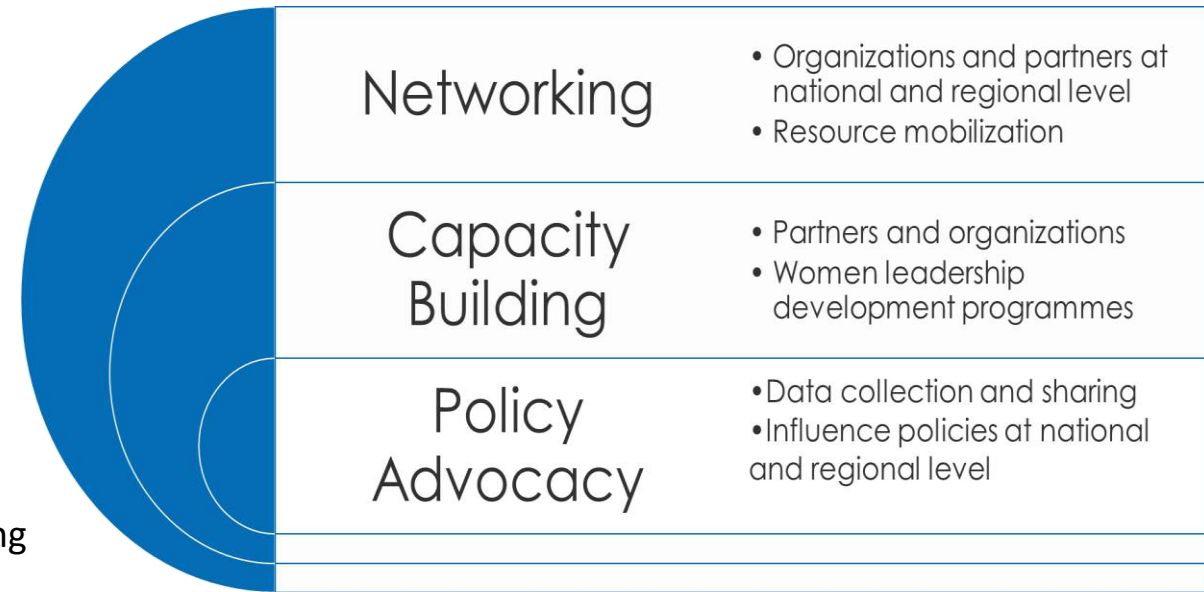 Networking
• Organizations and partners at
national and regional level
• Resource mobilization
Capacity
Building
• Partners and organizations
• Women leadership
development programmes
Policy
Advocacy
•Data collection and sharing
•Influence policies at national
and regional level
ng